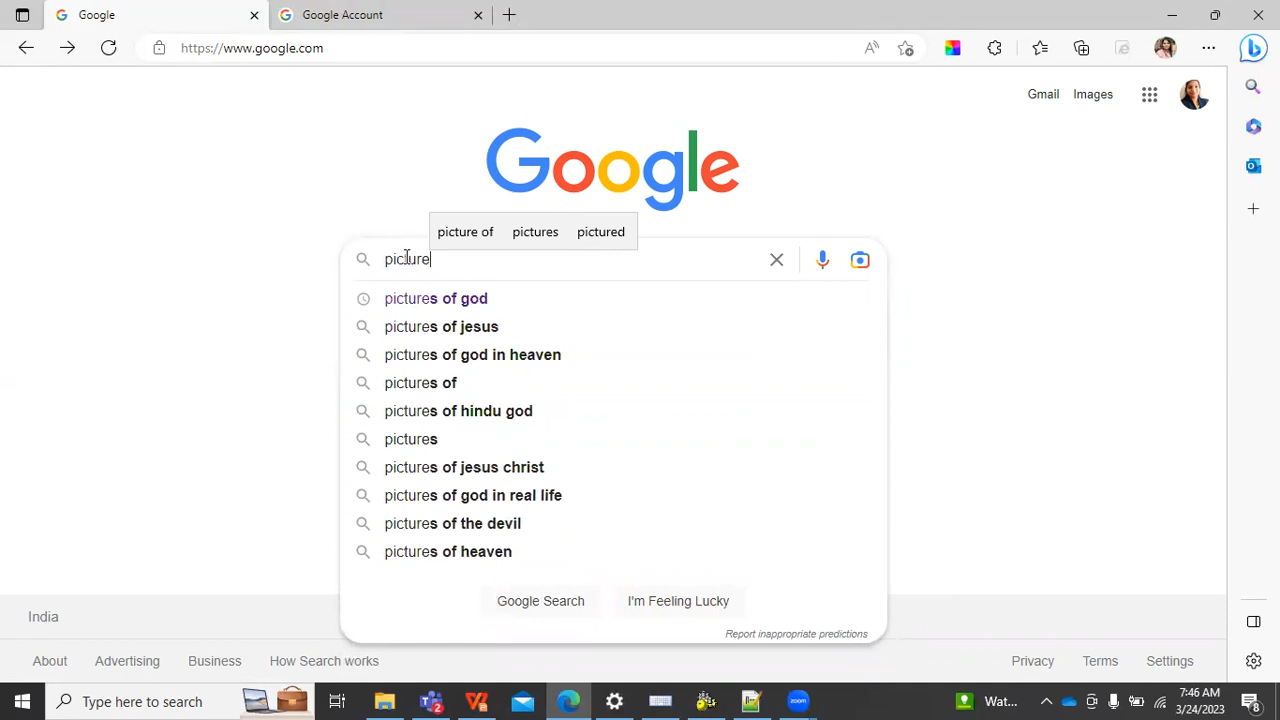 Google
Google Account
https://www.google.com
Gmail Images
Google
picture of pictures pictured
picture
pictures of god
pictures of jesus
pictures of god in heaven
pictures of
pictures of hindu god
pictures
pictures of jesus christ
pictures of god in real life
pictures of the devil
pictures of heaven
Google Search I'm Feeling Lucky
Report inappropriate predictions
India
About Advertising Business How Search works Privacy Terms Settings
Type here to search Wat... 7:46 AM
3/24/2023 8